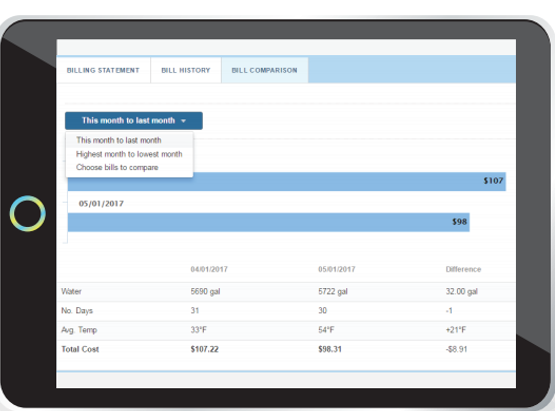 BILLING STATEMENT BILL HISTORY BILL COMPARISON
This month to last month
This month to last month
Highest month to lowest month
Choose bills to compare
$107
05/01/2017
$98
04/01/2017 05/01/2017 Difference
Water 5690 gal 5722 gal 32.00 gal
No. Days 31 30 -1
Avg. Temp 33°F 54°F +21°F
Total Cost $107.22 $98.31 -$8.91